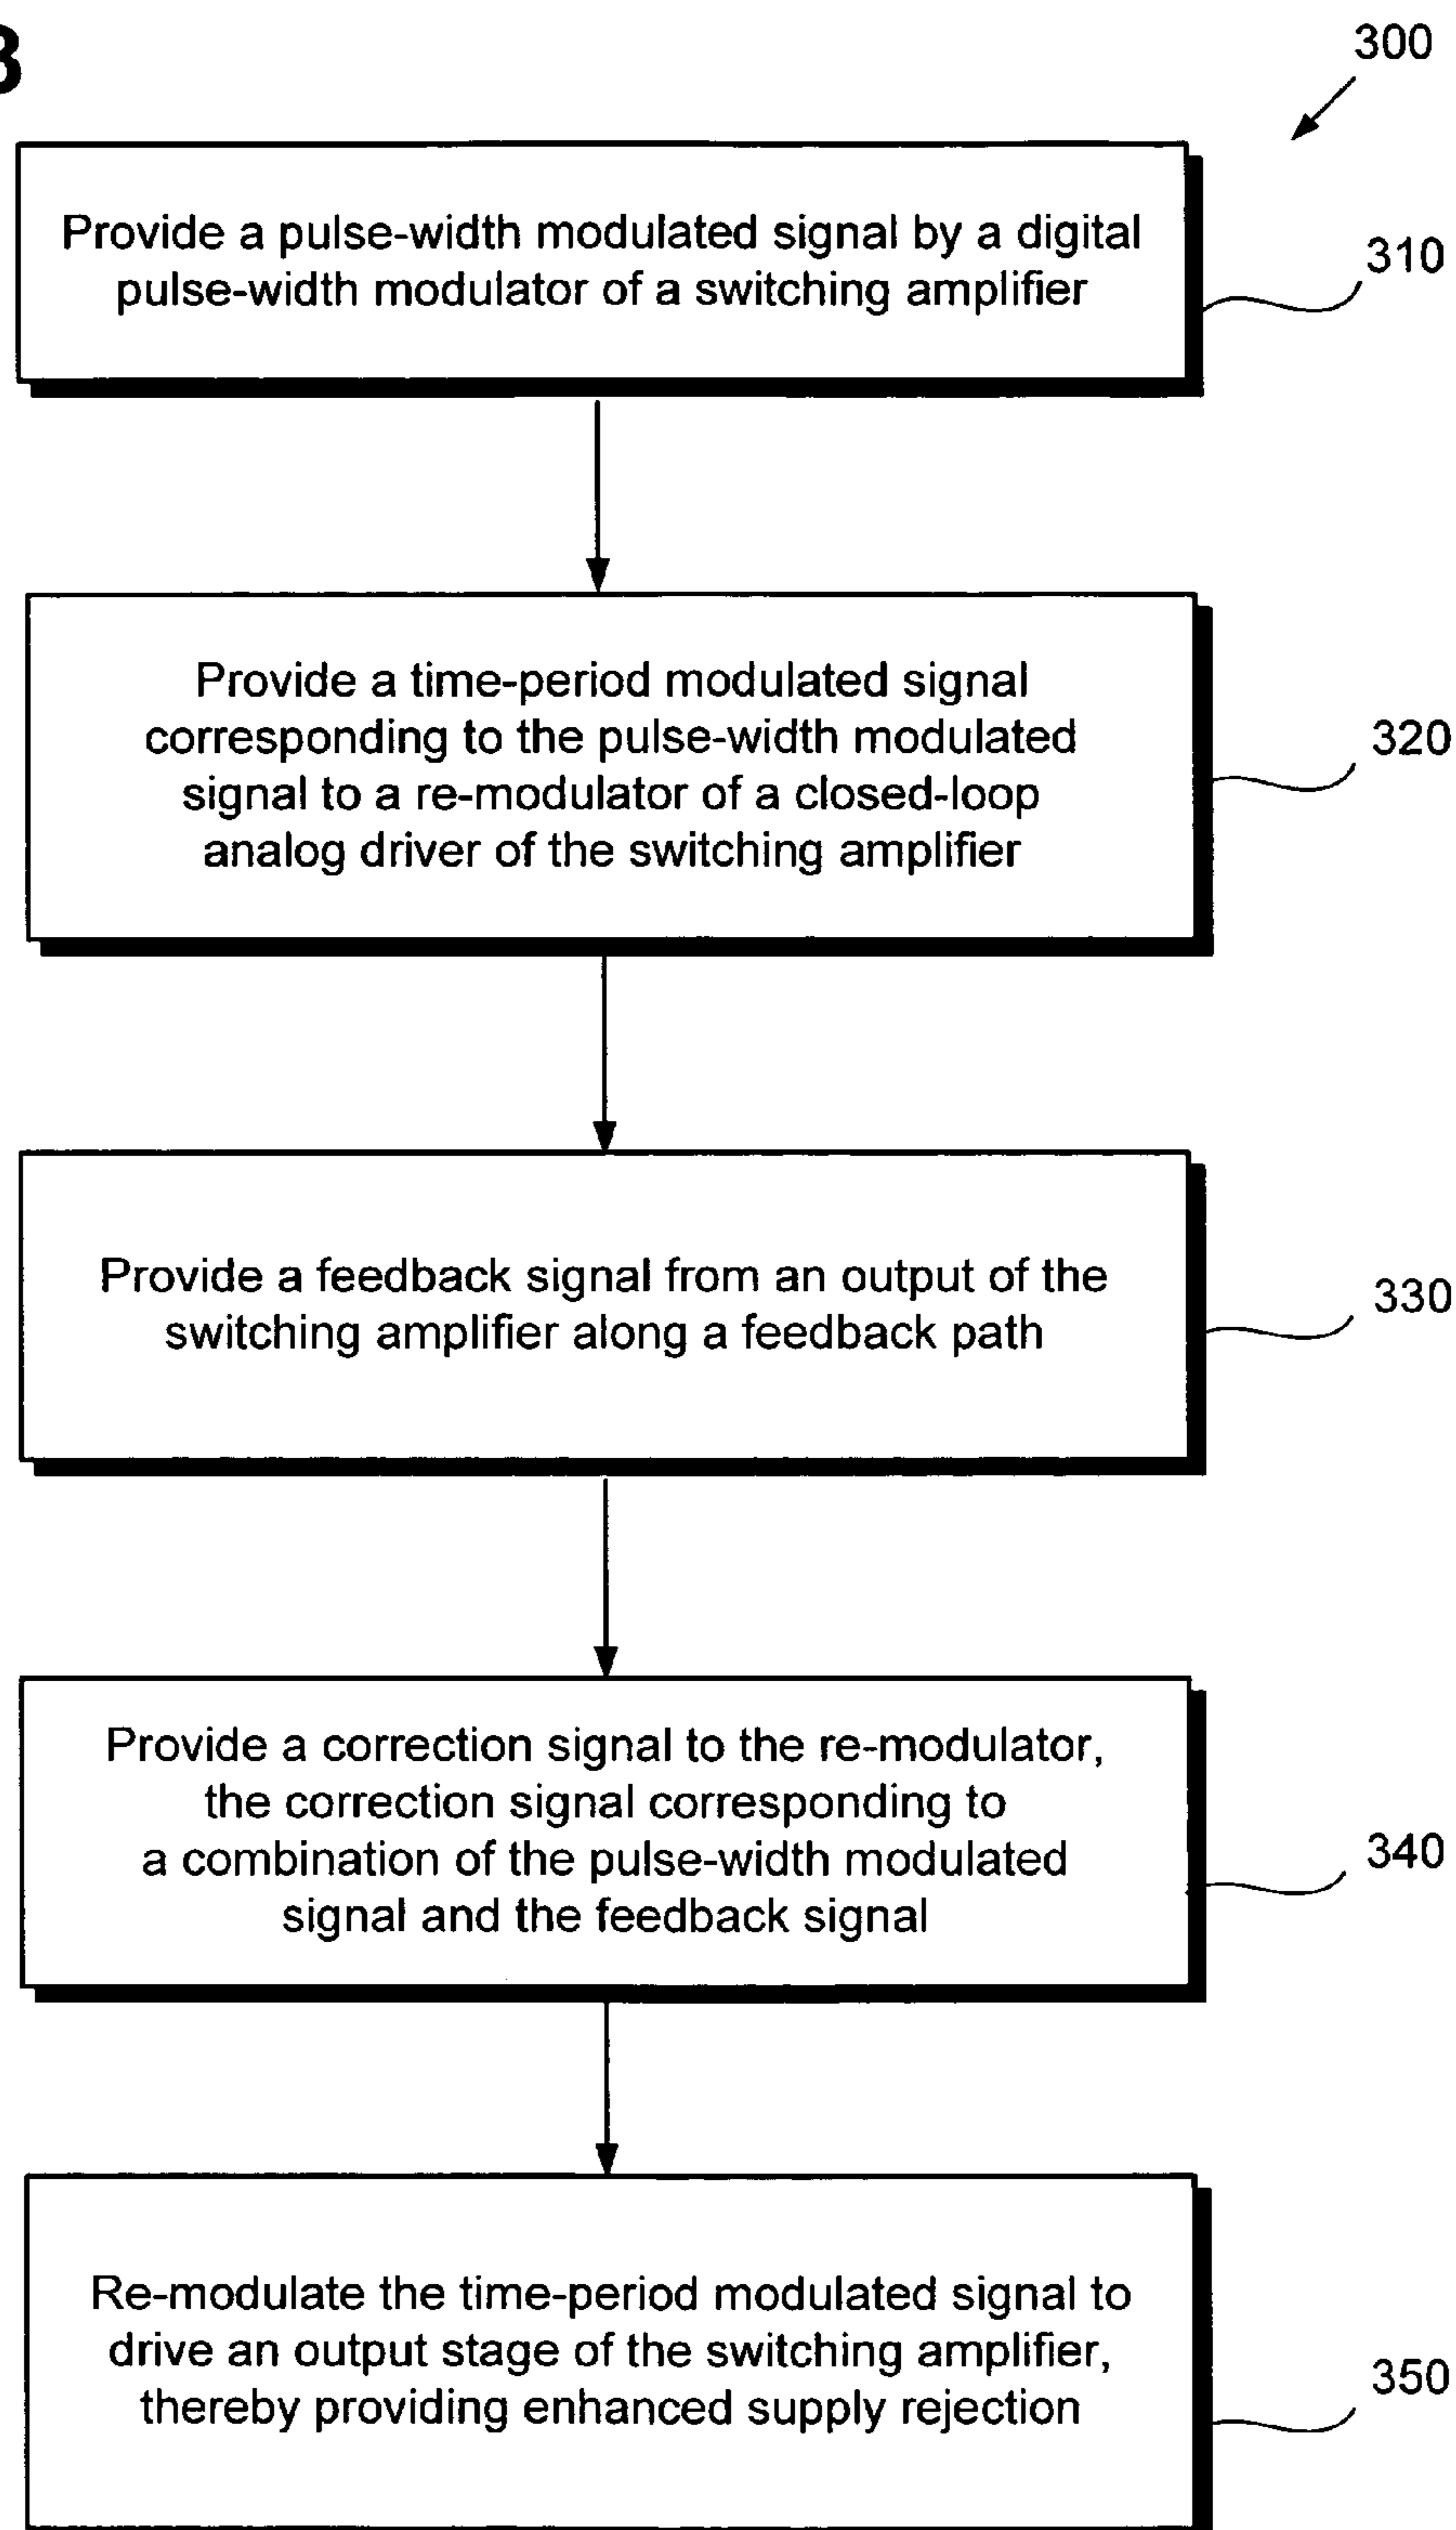 300
Provide a pulse-width modulated signal by a digital
pulse-width modulator of a switching amplifier
310
Provide a time-period modulated signal
corresponding to the pulse-width modulated
signal to a re-modulator of a closed-loop
analog driver of the switching amplifier
320
Provide a feedback signal from an output of the
switching amplifier along a feedback path
330
Provide a correction signal to the re-modulator,
the correction signal corresponding to
a combination of the pulse-width modulated
signal and the feedback signal
340
Re-modulate the time-period modulated signal to
drive an output stage of the switching amplifier,
thereby providing enhanced supply rejection
350